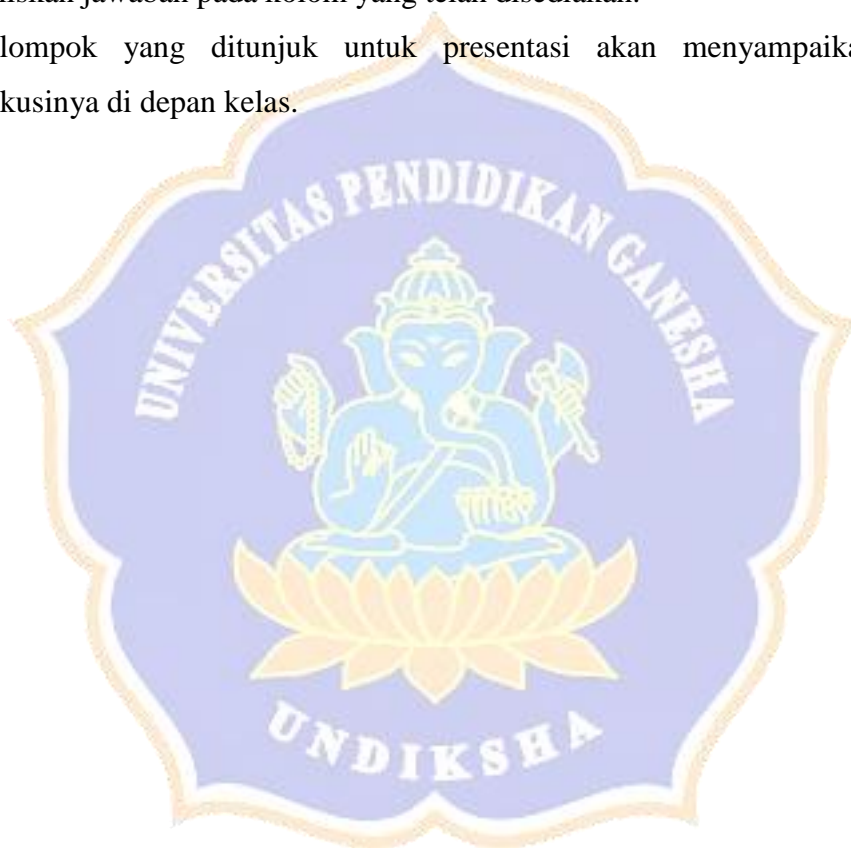 liskan jawaban pada kolom yang telah disediakan.
lompok yang ditunjuk untuk presentasi akan menyampaika
kusinya di depan kelas.
UNIVERSITAS PENDIDIKAN GANESHA
UNDIKSHA